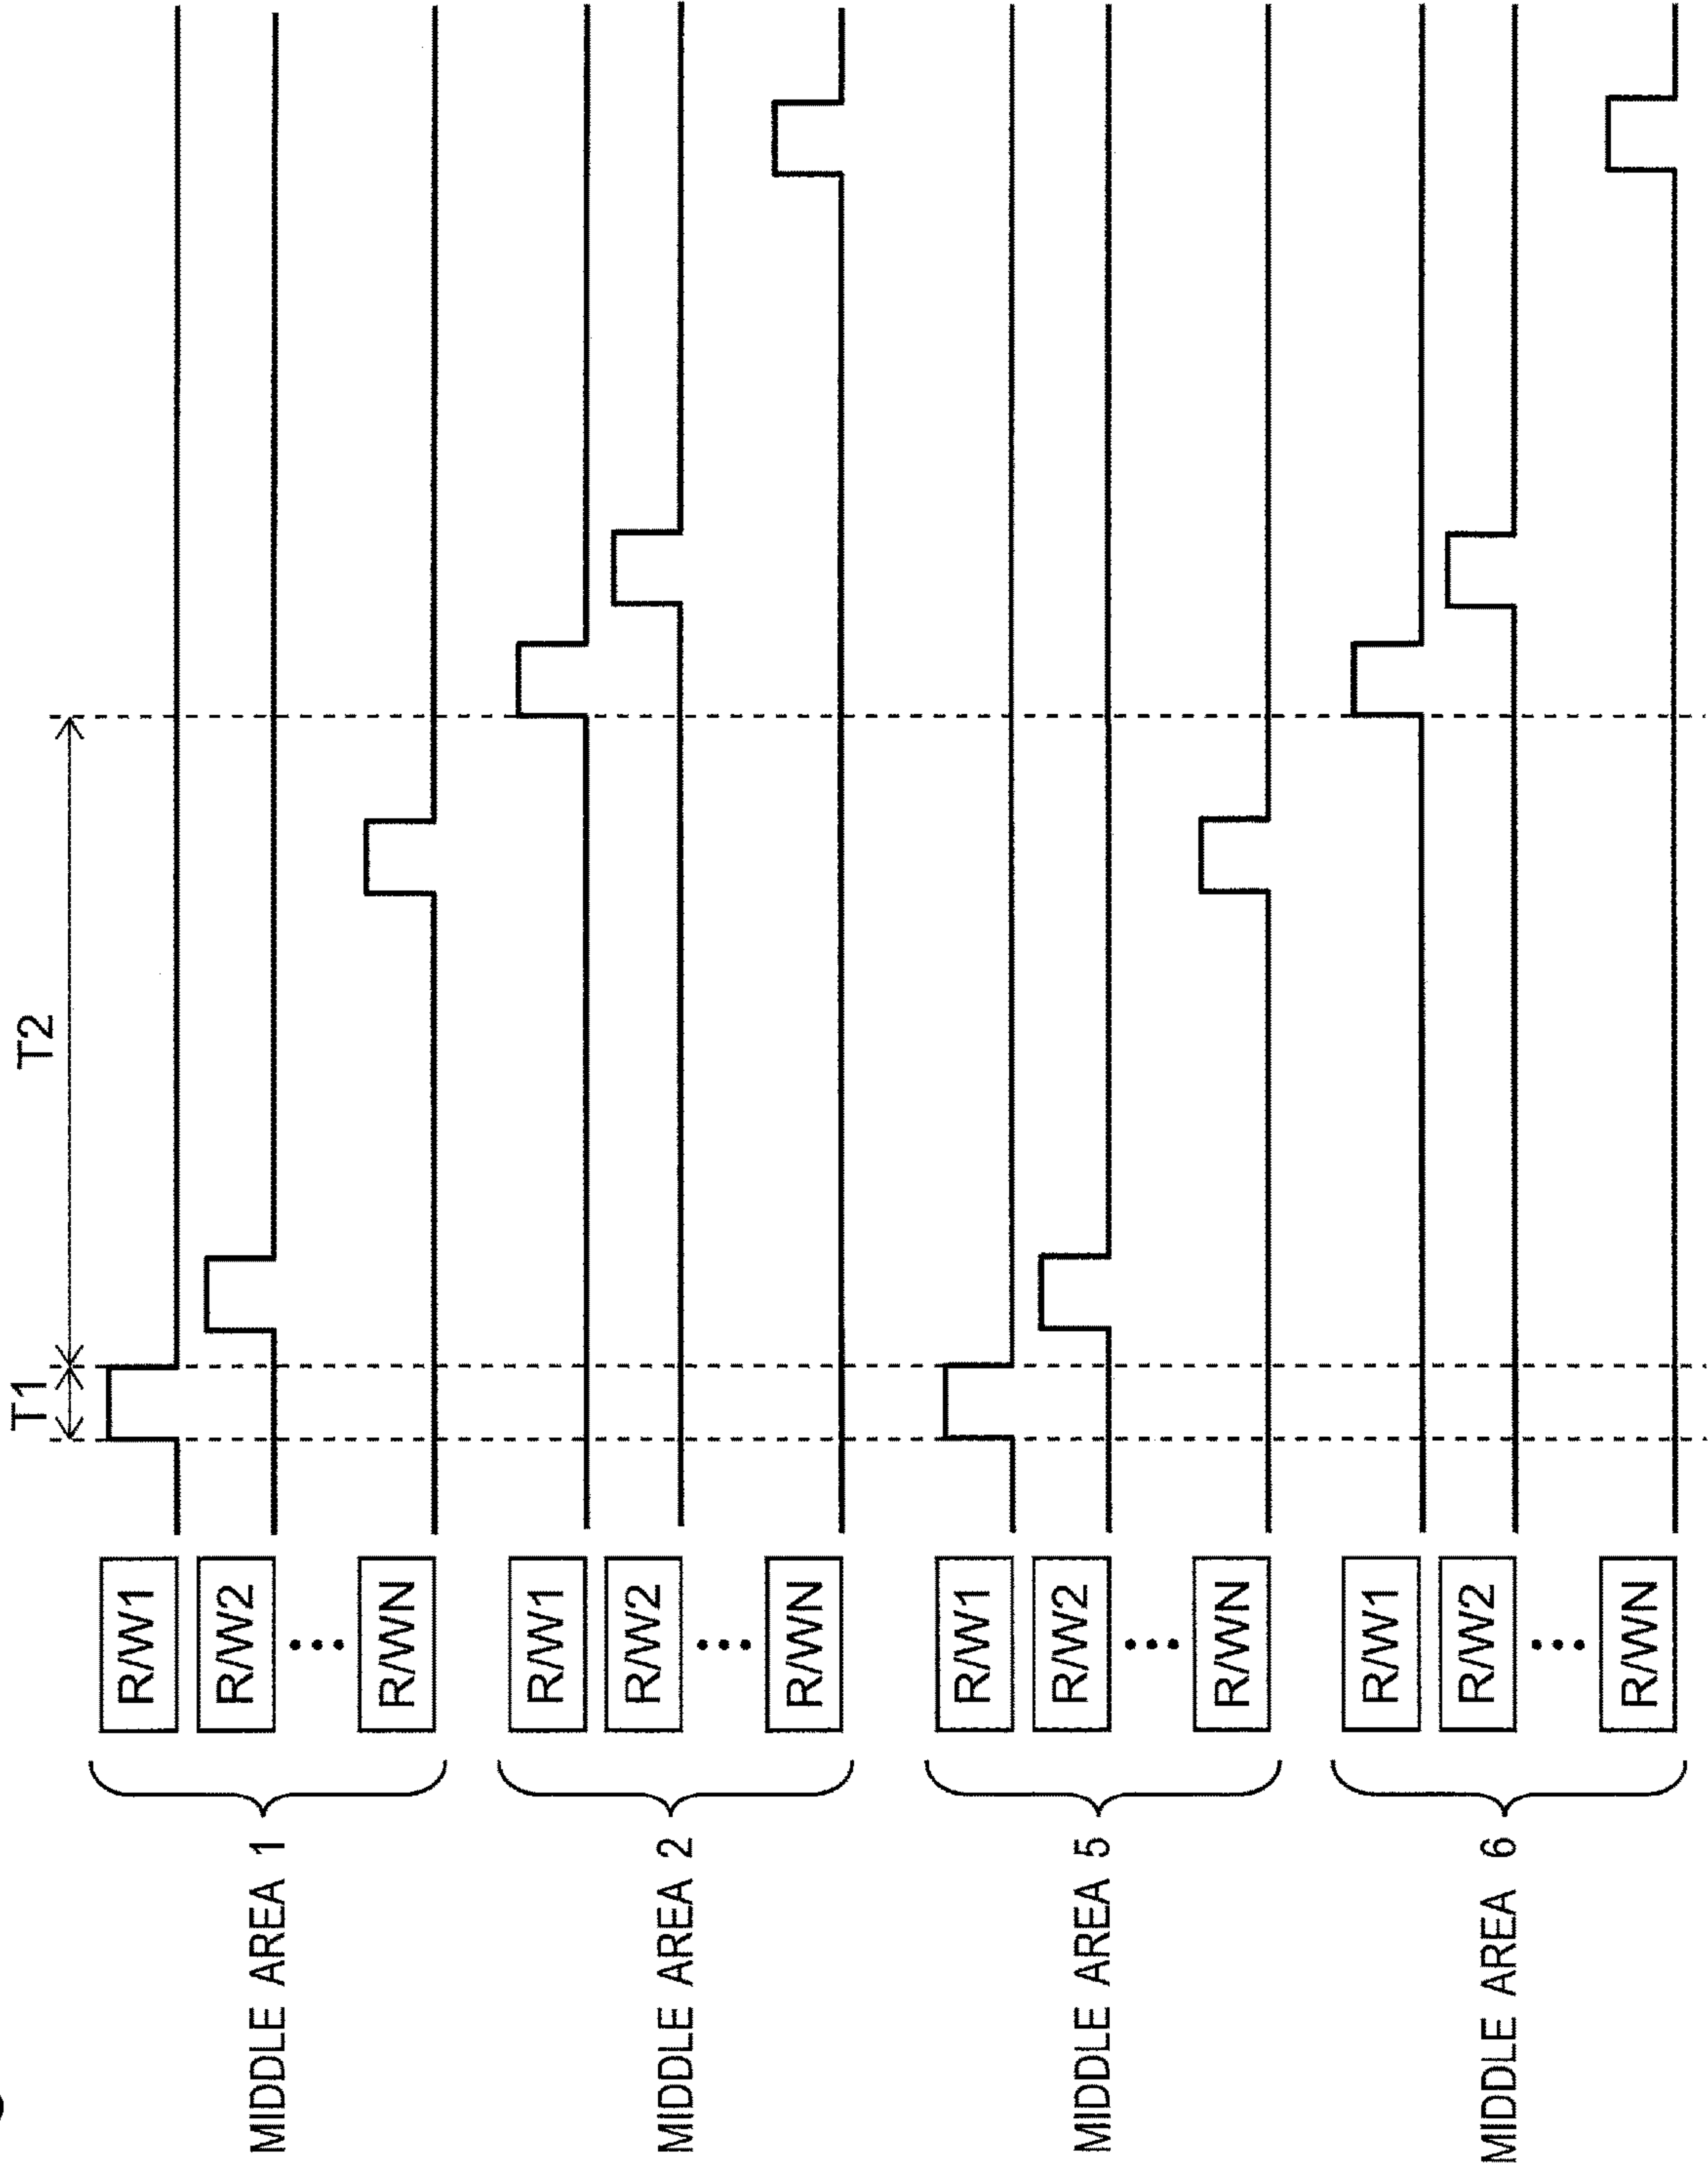 T1
T2
MIDDLE AREA 1
R/W1
R/W2
R/WN
MIDDLE AREA 2
R/W1
R/W2
R/WN
MIDDLE AREA 5
R/W1
R/W2
R/WN
MIDDLE AREA 6
R/W1
R/W2
R/WN